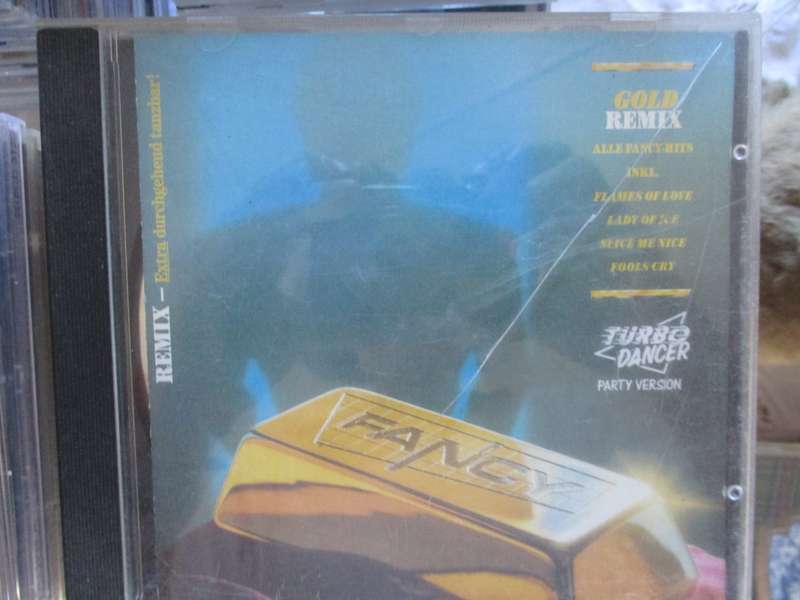 REMIX – Extra durchgehend tanzbar!
GOLD
REMIX
ALLE FANCY-HITS
INKL.
FLAMES OF LOVE
LADY OF ICE
SLICE ME NICE
FOOLS CRY
TURBO
DANCER
PARTY VERSION
FANCY